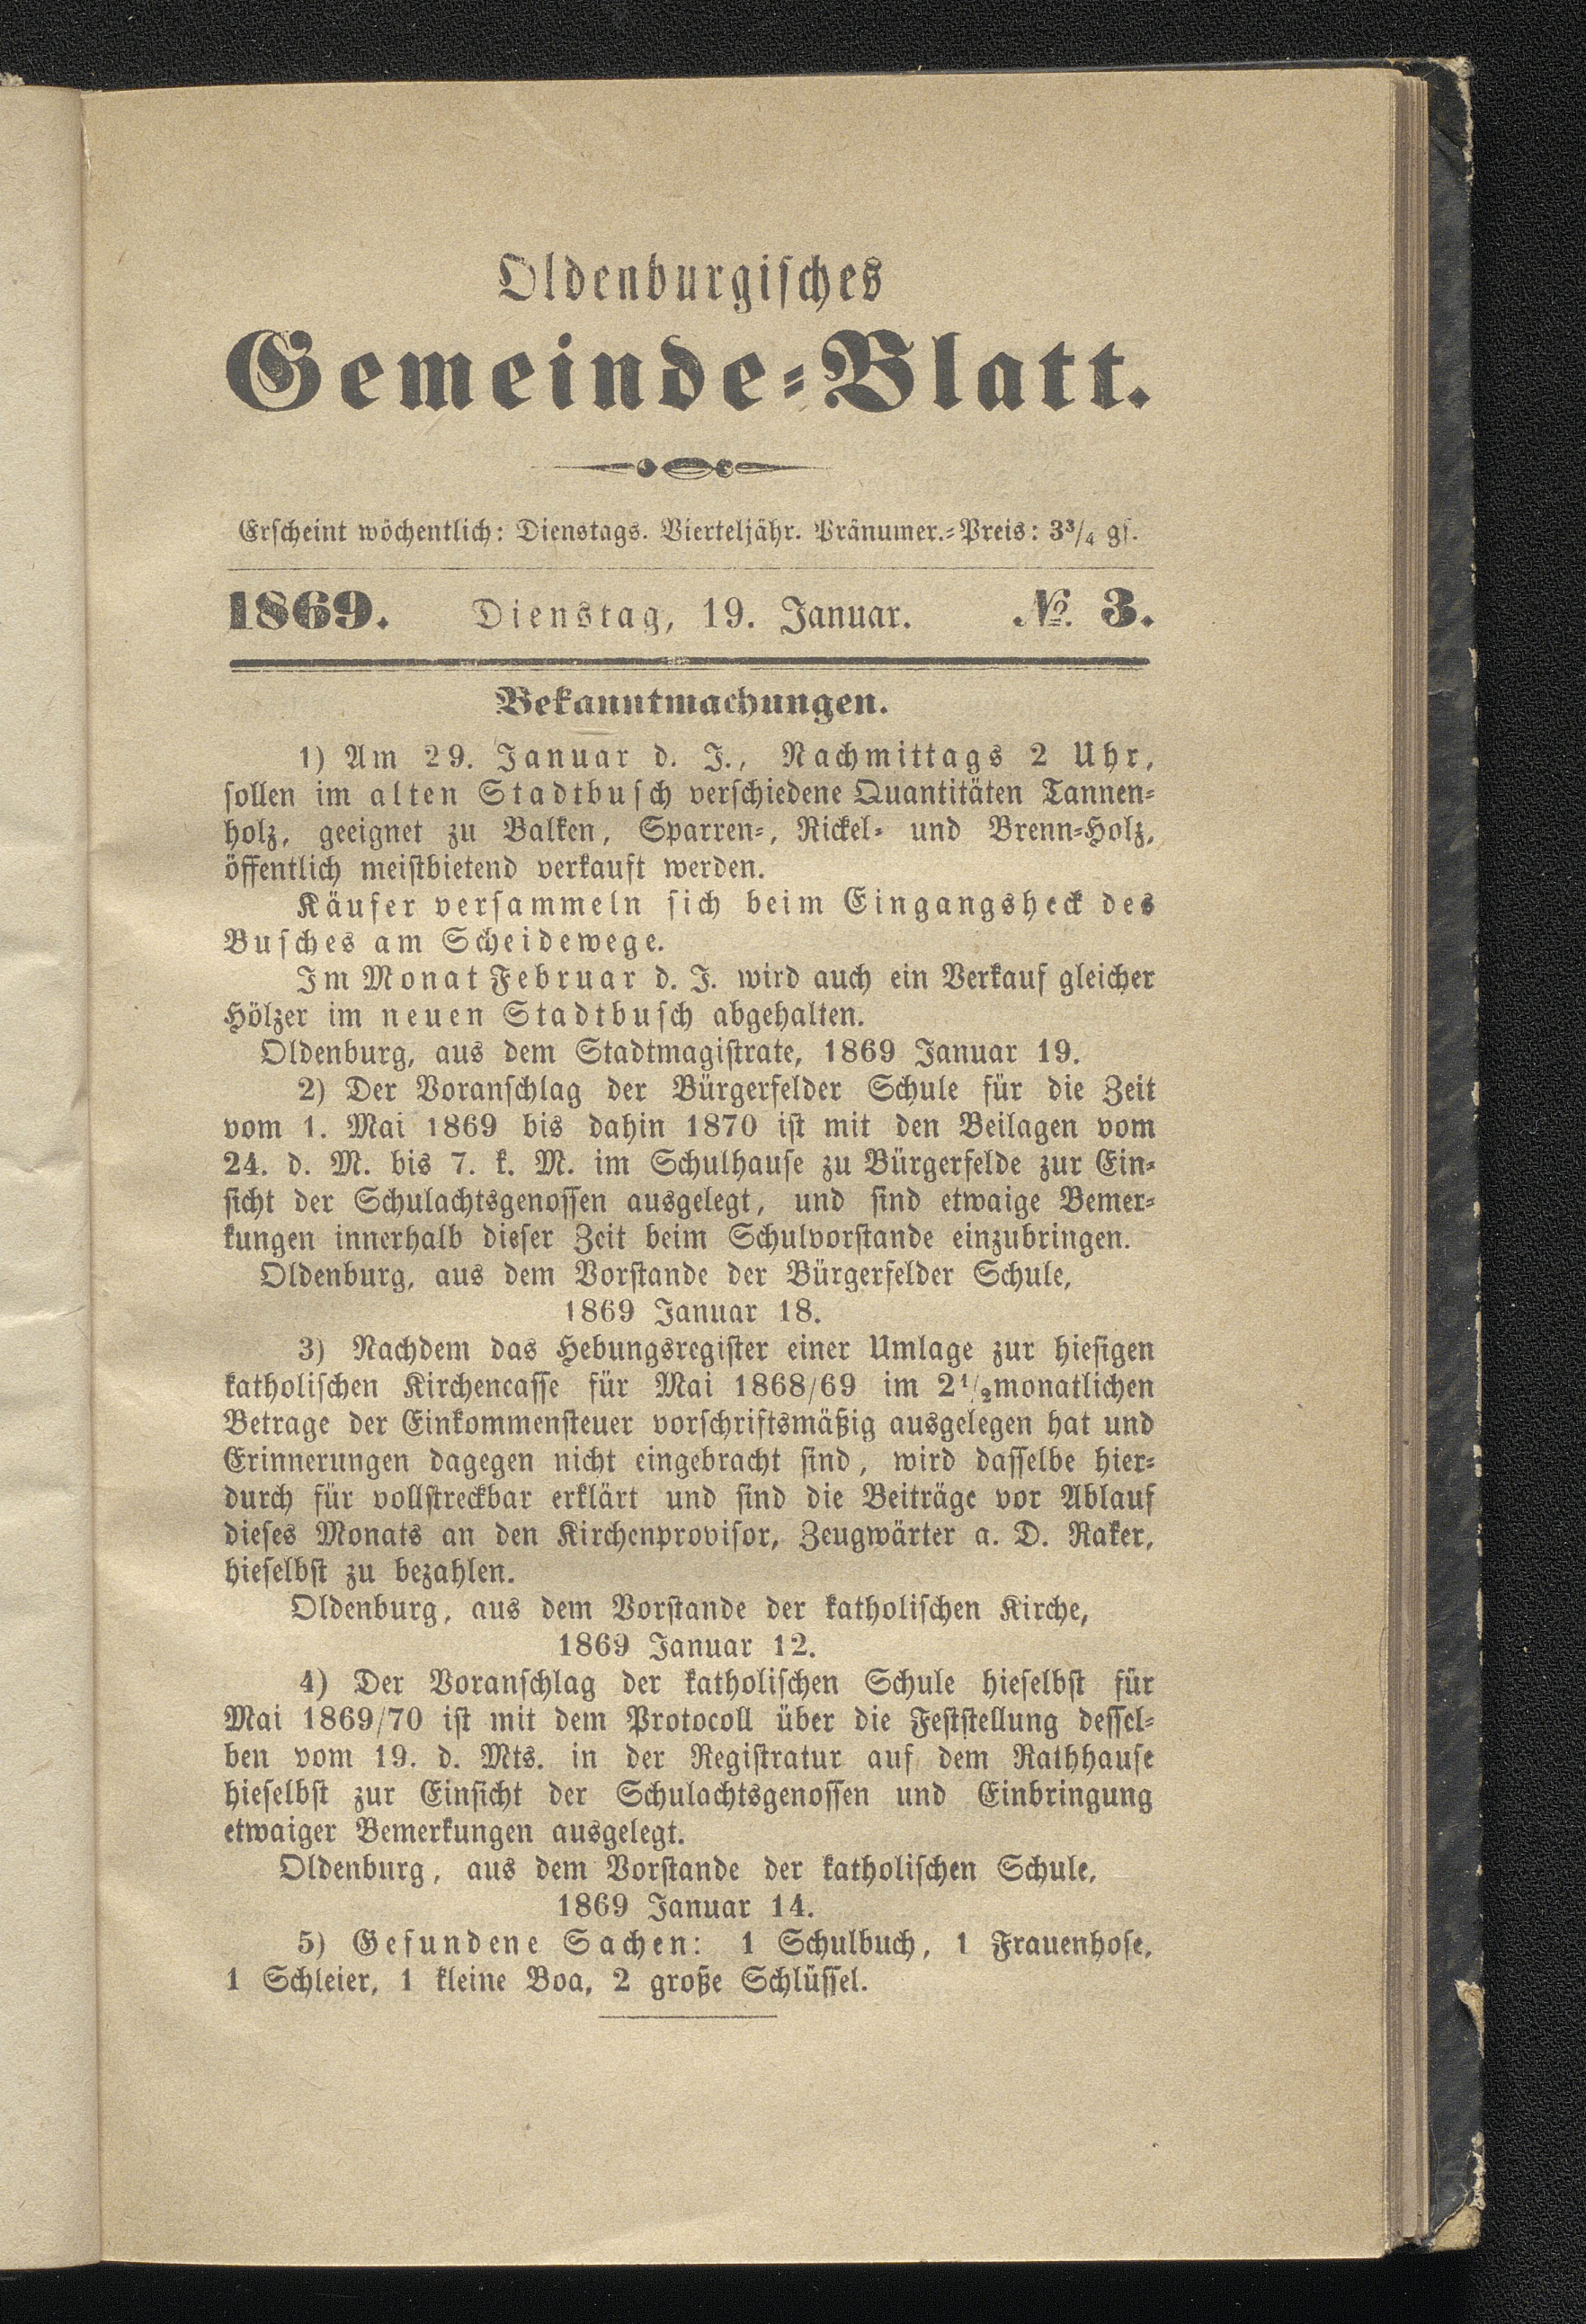 Oldenburgisches
Gemeinde-Blatt.
Erscheint wöchentlich: Dienstags. Vierteljähr. Pränumer.-Preis: 3³/₄ gs.
1869. Dienstag, 19. Januar. № 3.
Bekanntmachungen.
1) Am 29. Januar d. J., Nachmittags 2 Uhr,
sollen im alten Stadtbusch verschiedene Quantitäten Tannen-
holz, geeignet zu Balken, Sparren-, Rickel- und Brenn-Holz,
öffentlich meistbietend verkauft werden.
Käufer versammeln sich beim Eingangsheck des
Busches am Scheidewege.
Im Monat Februar d. J. wird auch ein Verkauf gleicher
Hölzer im neuen Stadtbusch abgehalten.
Oldenburg, aus dem Stadtmagistrate, 1869 Januar 19.
2) Der Voranschlag der Bürgerfelder Schule für die Zeit
vom 1. Mai 1869 bis dahin 1870 ist mit den Beilagen vom
24. d. M. bis 7. k. M. im Schulhause zu Bürgerfelde zur Ein-
sicht der Schulachtsgenossen ausgelegt, und sind etwaige Bemer-
kungen innerhalb dieser Zeit beim Schulvorstande einzubringen.
Oldenburg, aus dem Vorstande der Bürgerfelder Schule,
1869 Januar 18.
3) Nachdem das Hebungsregister einer Umlage zur hiesigen
katholischen Kirchencasse für Mai 1868/69 im 2¹/₂monatlichen
Betrage der Einkommensteuer vorschriftsmäßig ausgelegen hat und
Erinnerungen dagegen nicht eingebracht sind, wird dasselbe hier-
durch für vollstreckbar erklärt und sind die Beiträge vor Ablauf
dieses Monats an den Kirchenprovisor, Zeugwärter a. D. Raker,
hieselbst zu bezahlen.
Oldenburg, aus dem Vorstande der katholischen Kirche,
1869 Januar 12.
4) Der Voranschlag der katholischen Schule hieselbst für
Mai 1869/70 ist mit dem Protocoll über die Feststellung dessel-
ben vom 19. d. Mts. in der Registratur auf dem Rathhause
hieselbst zur Einsicht der Schulachtsgenossen und Einbringung
etwaiger Bemerkungen ausgelegt.
Oldenburg, aus dem Vorstande der katholischen Schule,
1869 Januar 14.
5) Gefundene Sachen: 1 Schulbuch, 1 Frauenhose,
1 Schleier, 1 kleine Boa, 2 große Schlüssel.